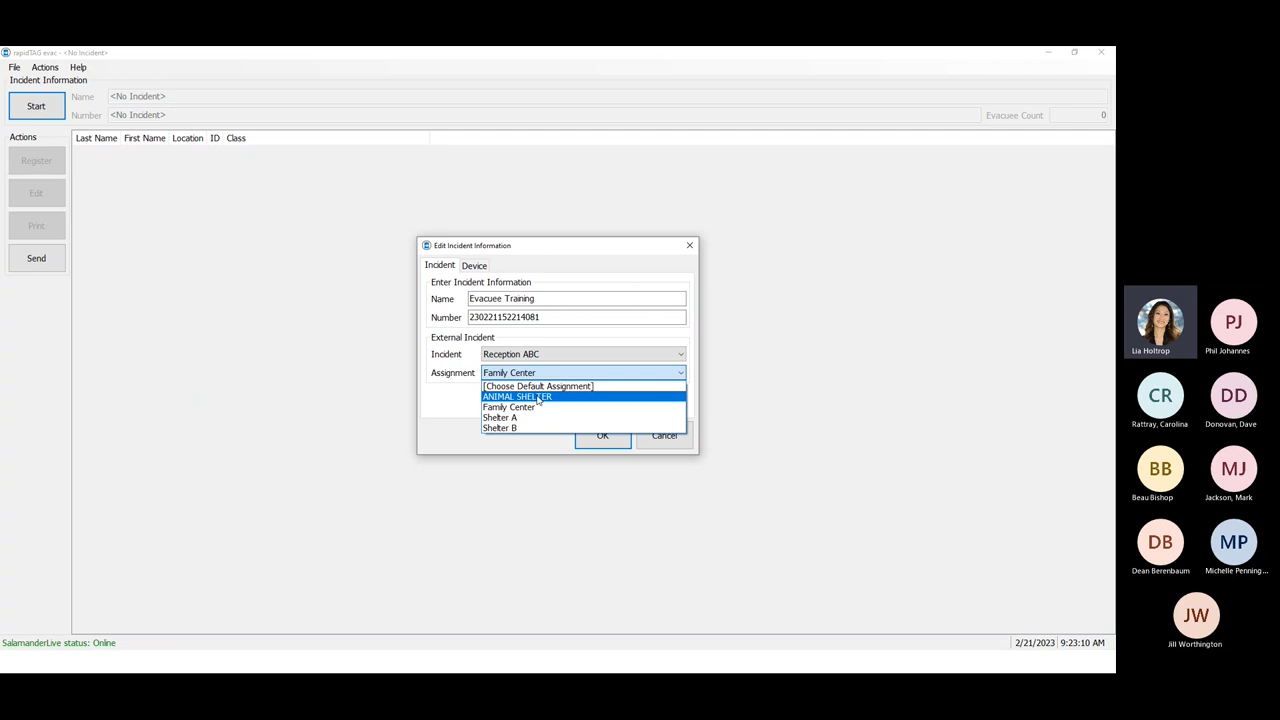 rapidTAG evac - <No Incident>
File Actions Help
Incident Information
Start
Name <No Incident>
Number <No Incident>
Evacuee Count 0
Actions
Last Name First Name Location ID Class
Register
Edit
Print
Send
Edit Incident Information
Incident Device
Enter Incident Information
Name Evacuee Training
Number 230221152214081
External Incident
Incident Reception ABC
Assignment Family Center
[Choose Default Assignment]
ANIMAL SHELTER
Family Center
Shelter A
Shelter B
OK Cancel
SalamanderLive status: Online
2/21/2023 9:23:10 AM
Lia Holtrop
PJ
Phil Johannes
CR
Rattray, Carolina
DD
Donovan, Dave
BB
Beau Bishop
MJ
Jackson, Mark
DB
Dean Berenbaum
MP
Michelle Penning...
JW
Jill Worthington